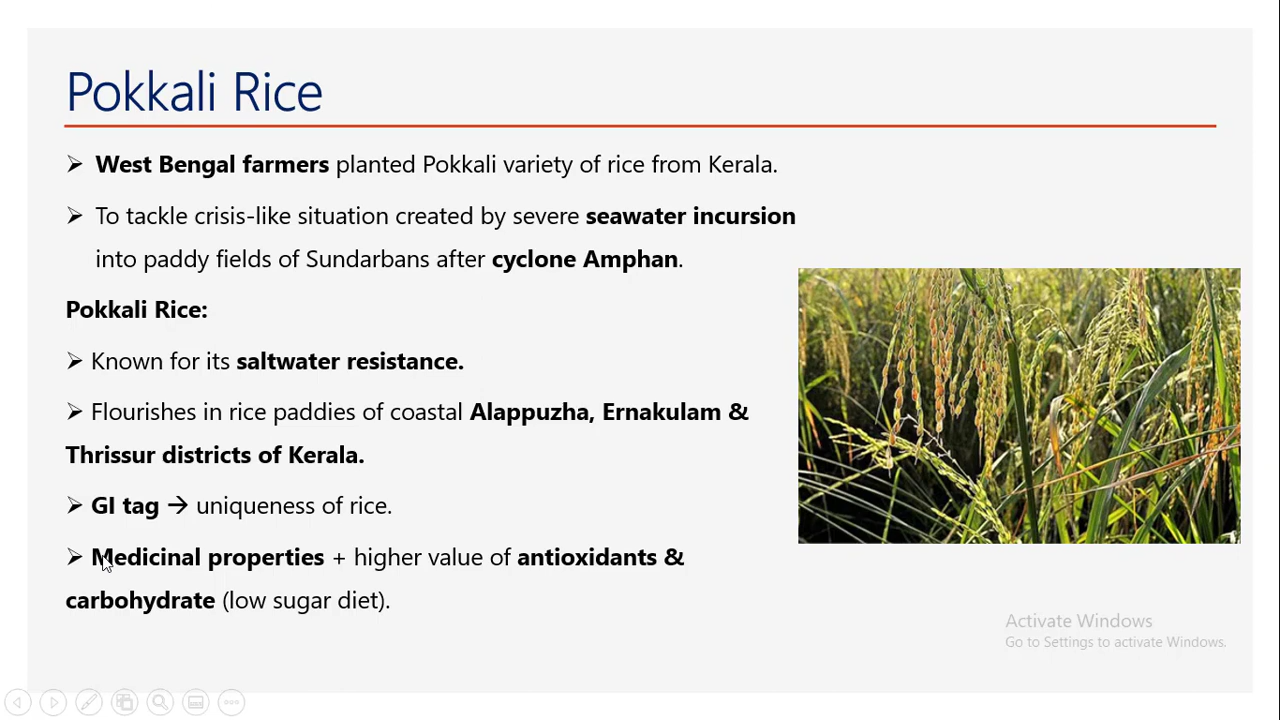 Pokkali Rice
➢ West Bengal farmers planted Pokkali variety of rice from Kerala.
➢ To tackle crisis-like situation created by severe seawater incursion
into paddy fields of Sundarbans after cyclone Amphan.
Pokkali Rice:
➢ Known for its saltwater resistance.
➢ Flourishes in rice paddies of coastal Alappuzha, Ernakulam &
Thrissur districts of Kerala.
➢ GI tag → uniqueness of rice.
➢ Medicinal properties + higher value of antioxidants &
carbohydrate (low sugar diet).
Activate Windows
Go to Settings to activate Windows.